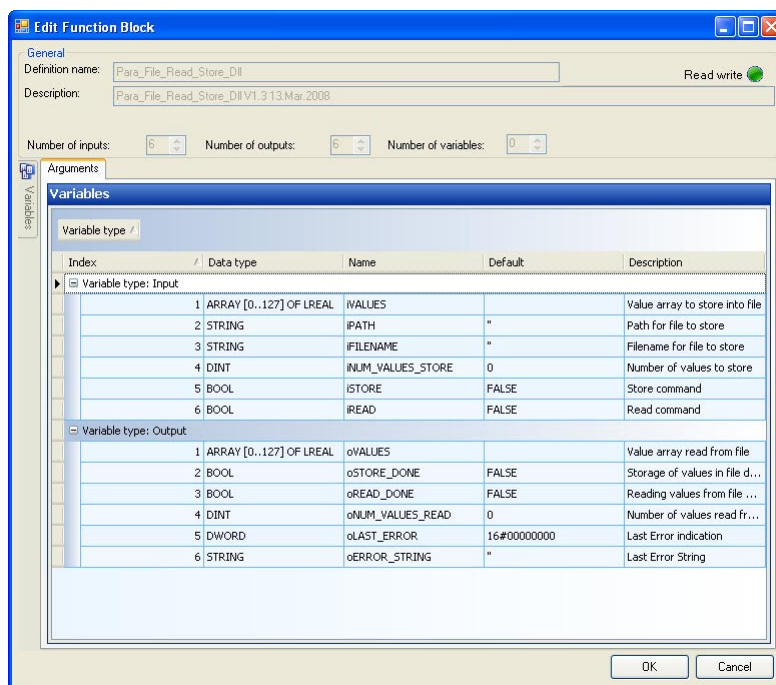 Edit Function Block
General
Definition name: Para_File_Read_Store_Dll Read write
Description: Para_File_Read_Store_Dll V1.3 13.Mar.2008
Number of inputs: 6 Number of outputs: 6 Number of variables: 0
Variables
Arguments
Variables
Variable type
Index Data type Name Default Description
Variable type: Input
1 ARRAY [0..127] OF LREAL iVALUES Value array to store into file
2 STRING iPATH '' Path for file to store
3 STRING iFILENAME '' Filename for file to store
4 DINT iNUM_VALUES_STORE 0 Number of values to store
5 BOOL iSTORE FALSE Store command
6 BOOL iREAD FALSE Read command
Variable type: Output
1 ARRAY [0..127] OF LREAL oVALUES Value array read from file
2 BOOL oSTORE_DONE FALSE Storage of values in file d...
3 BOOL oREAD_DONE FALSE Reading values from file ...
4 DINT oNUM_VALUES_READ 0 Number of values read fr...
5 DWORD oLAST_ERROR 16#00000000 Last Error indication
6 STRING oERROR_STRING '' Last Error String
OK Cancel